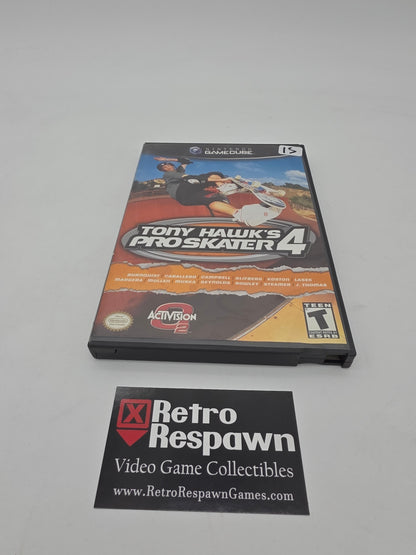 NINTENDO
GAMECUBE
15
TONY HAWK'S
PRO SKATER 4
BURNQUIST CABALLERO CAMPBELL GLIFBERG KOSTON LASEK
MARGERA MULLEN MUSKA REYNOLDS ROWLEY STEAMER J. THOMAS
ACTIVISION
O2
TEEN
T
ESRB
Retro
Respawn
Video Game Collectibles
www.RetroRespawnGames.com